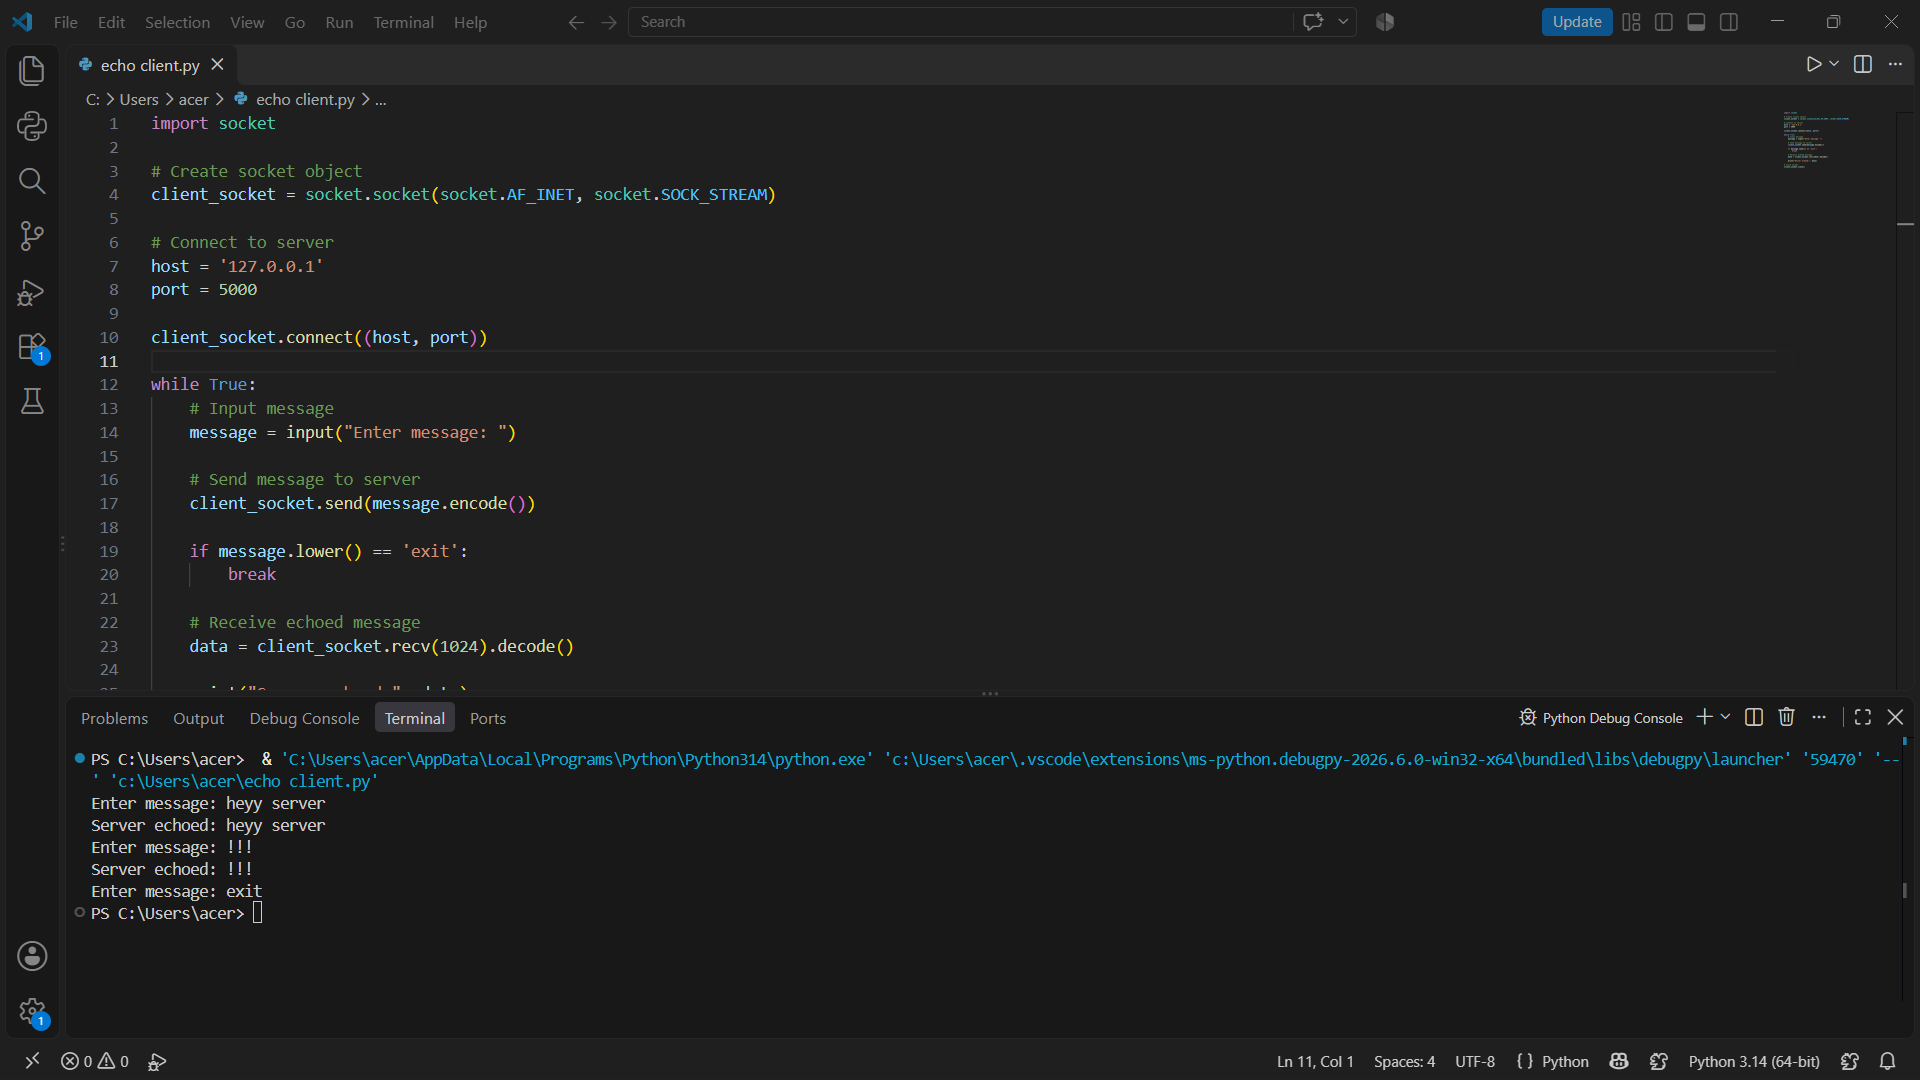 File Edit Selection View Go Run Terminal Help
Search
Update
echo client.py
C: > Users > acer > echo client.py > ...
1 import socket
2
3 # Create socket object
4 client_socket = socket.socket(socket.AF_INET, socket.SOCK_STREAM)
5
6 # Connect to server
7 host = '127.0.0.1'
8 port = 5000
9
10 client_socket.connect((host, port))
11
12 while True:
13     # Input message
14     message = input("Enter message: ")
15
16     # Send message to server
17     client_socket.send(message.encode())
18
19     if message.lower() == 'exit':
20         break
21
22     # Receive echoed message
23     data = client_socket.recv(1024).decode()
24
1
Problems Output Debug Console Terminal Ports
Python Debug Console
PS C:\Users\acer>  & 'C:\Users\acer\AppData\Local\Programs\Python\Python314\python.exe' 'c:\Users\acer\.vscode\extensions\ms-python.debugpy-2026.6.0-win32-x64\bundled\libs\debugpy\launcher' '59470' '--
' 'c:\Users\acer\echo client.py'
Enter message: heyy server
Server echoed: heyy server
Enter message: !!!
Server echoed: !!!
Enter message: exit
PS C:\Users\acer>
1
0 0
Ln 11, Col 1 Spaces: 4 UTF-8 {} Python Python 3.14 (64-bit)